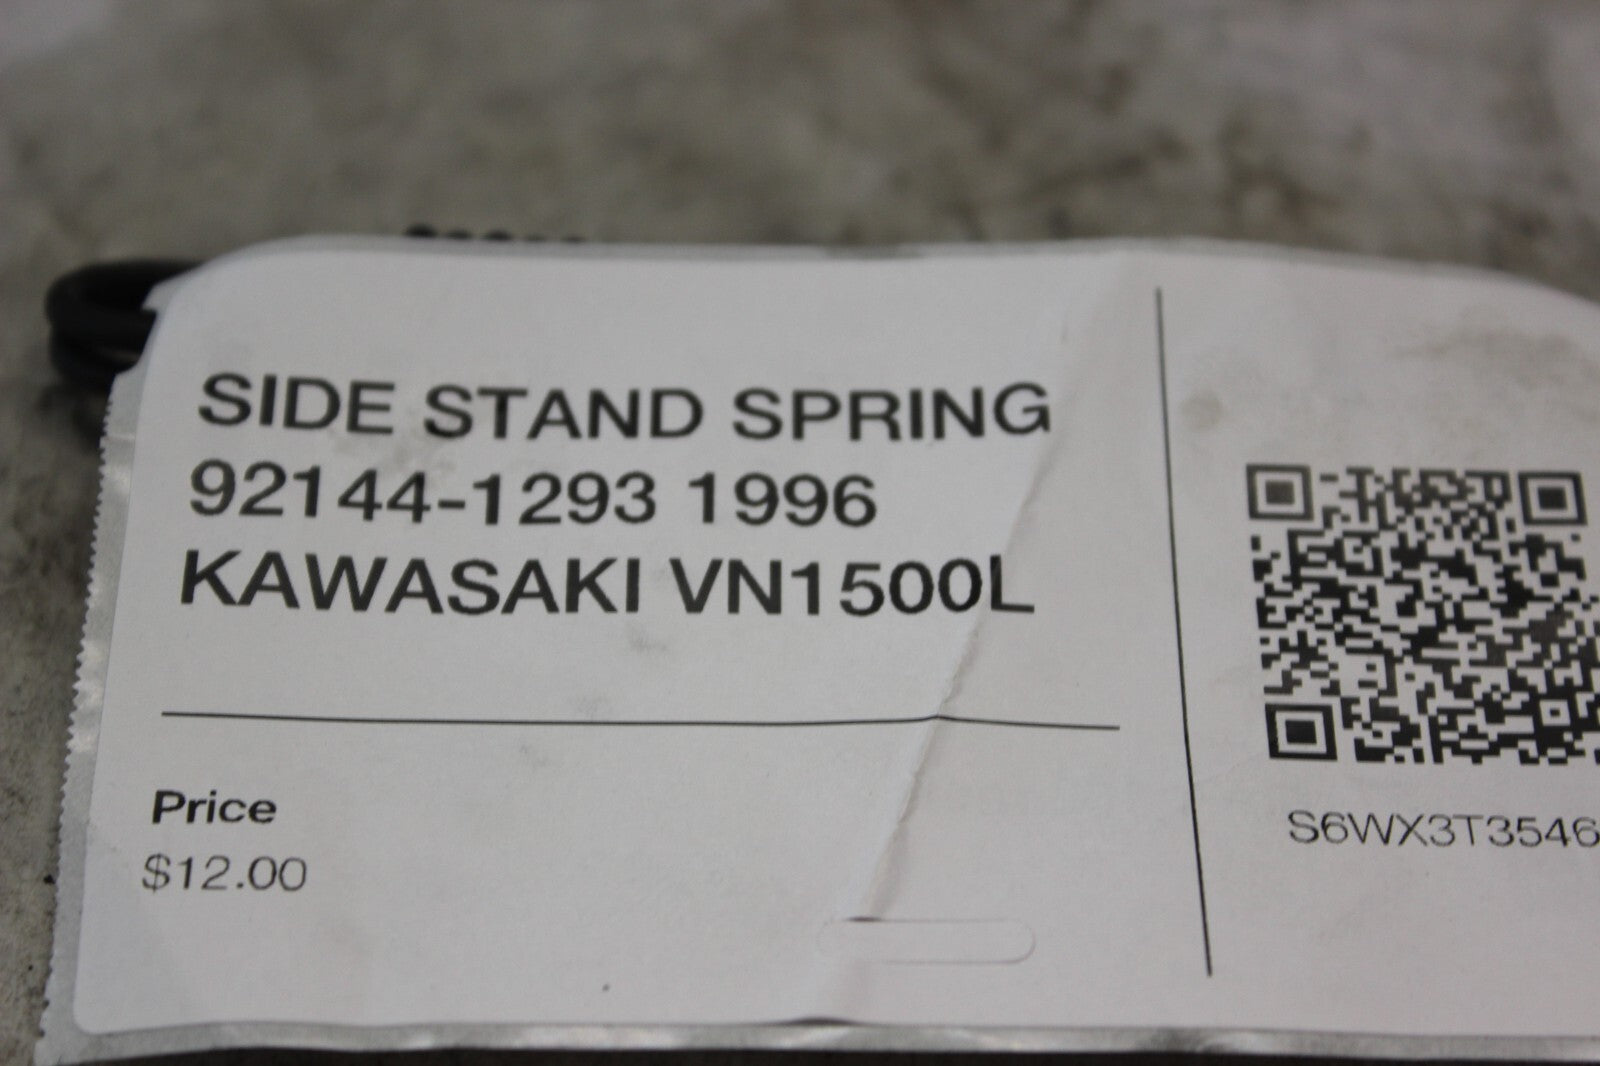 SIDE STAND SPRING
92144-1293 1996
KAWASAKI VN1500L
Price
$12.00
S6WX3T3546